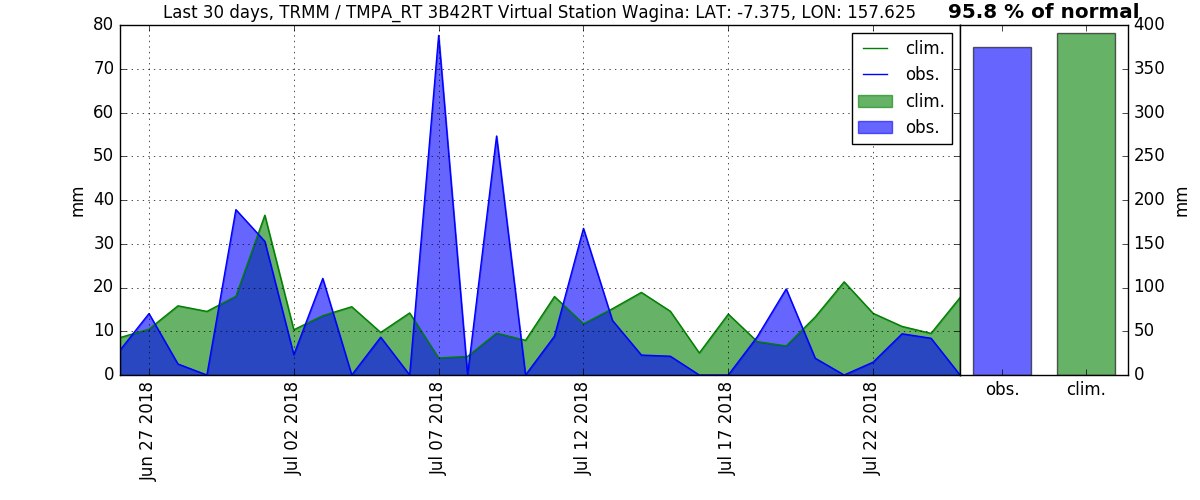 Last 30 days, TRMM / TMPA_RT 3B42RT Virtual Station Wagina: LAT: -7.375, LON: 157.625
95.8 % of normal
80
70
60
50
40
30
20
10
0
mm
clim.
obs.
clim.
obs.
400
350
300
250
200
150
100
50
0
mm
obs.
clim.
Jun 27 2018
Jul 02 2018
Jul 07 2018
Jul 12 2018
Jul 17 2018
Jul 22 2018